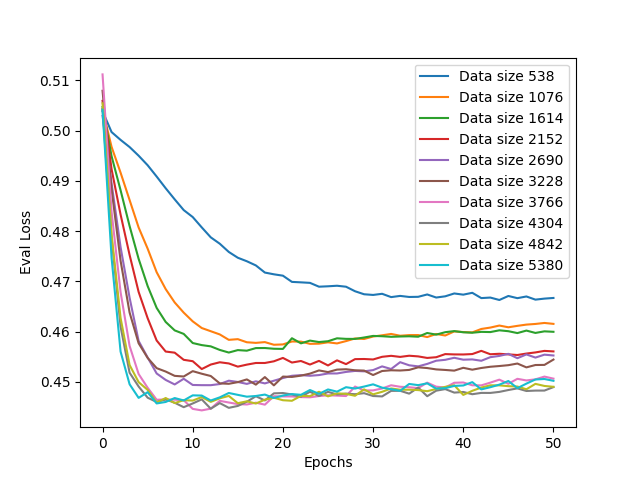 0.51
0.50
0.49
0.48
0.47
0.46
0.45
Eval Loss
0
10
20
30
40
50
Epochs
Data size 538
Data size 1076
Data size 1614
Data size 2152
Data size 2690
Data size 3228
Data size 3766
Data size 4304
Data size 4842
Data size 5380